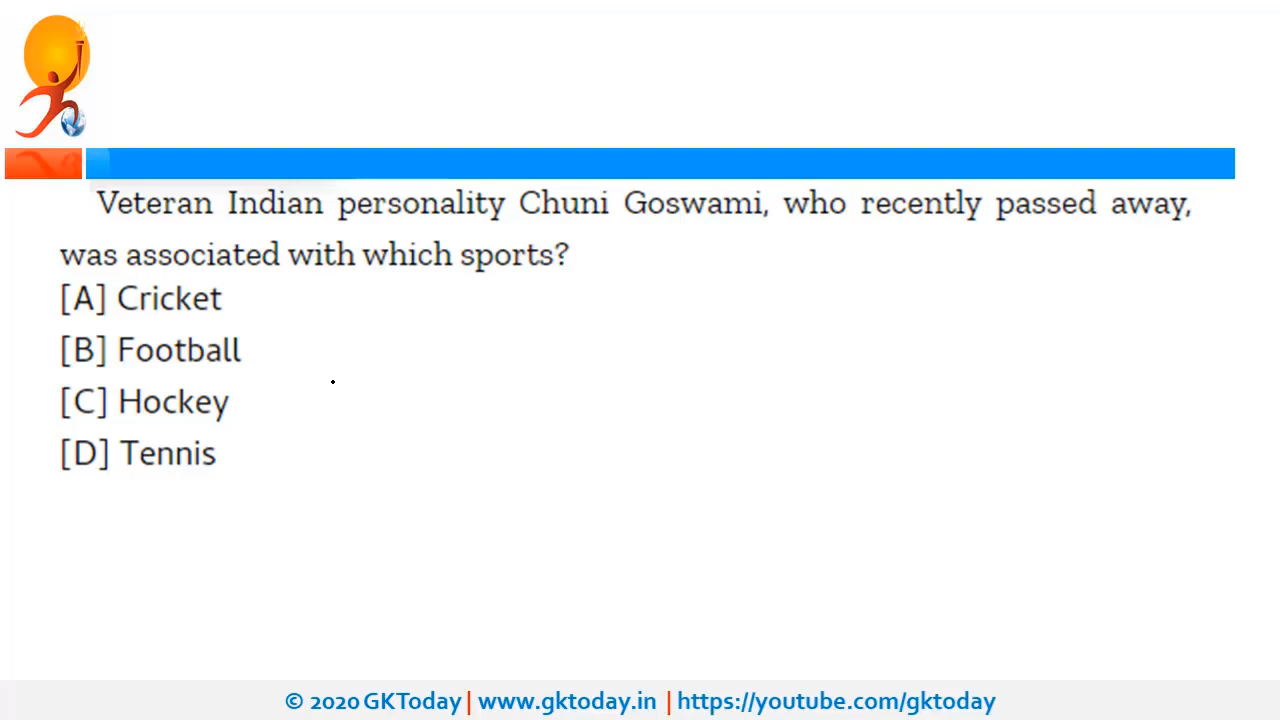 Veteran Indian personality Chuni Goswami, who recently passed away,
was associated with which sports?
[A] Cricket
[B] Football
[C] Hockey
[D] Tennis
© 2020 GKToday | www.gktoday.in | https://youtube.com/gktoday